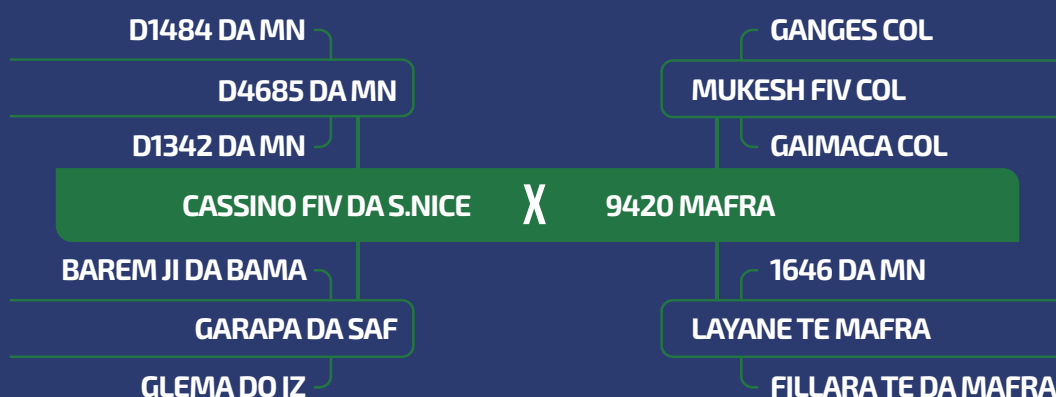 D1484 DA MN
GANGES COL
D4685 DA MN
MUKESH FIV COL
D1342 DA MN
GAIMACA COL
CASSINO FIV DA S.NICE X 9420 MAFRA
BAREM JI DA BAMA
1646 DA MN
GARAPA DA SAF
LAYANE TE MAFRA
GLEMA DO IZ
FILLARA TE DA MAFRA